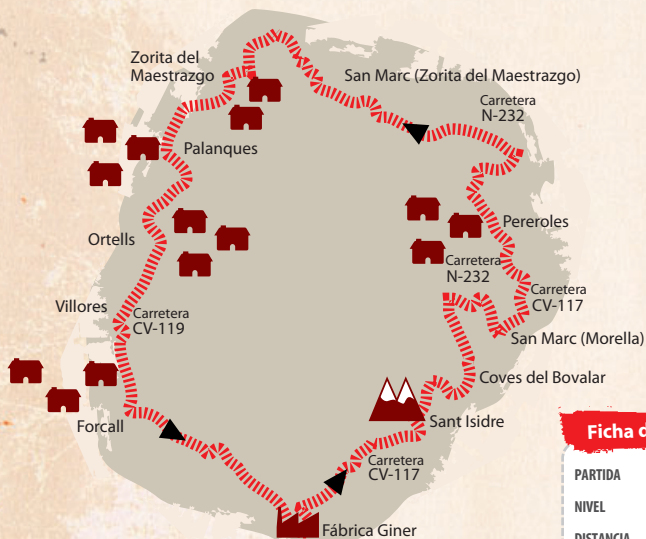 Zorita del
Maestrazgo
San Marc (Zorita del Maestrazgo)
Carretera
N-232
Palanques
Pereroles
Ortells
Carretera
N-232
Carretera
CV-117
Villores
Carretera
CV-119
San Marc (Morella)
Coves del Bovalar
Forcall
Sant Isidre
Carretera
CV-117
Fábrica Giner
Ficha d
PARTIDA
NIVEL
DISTANCIA